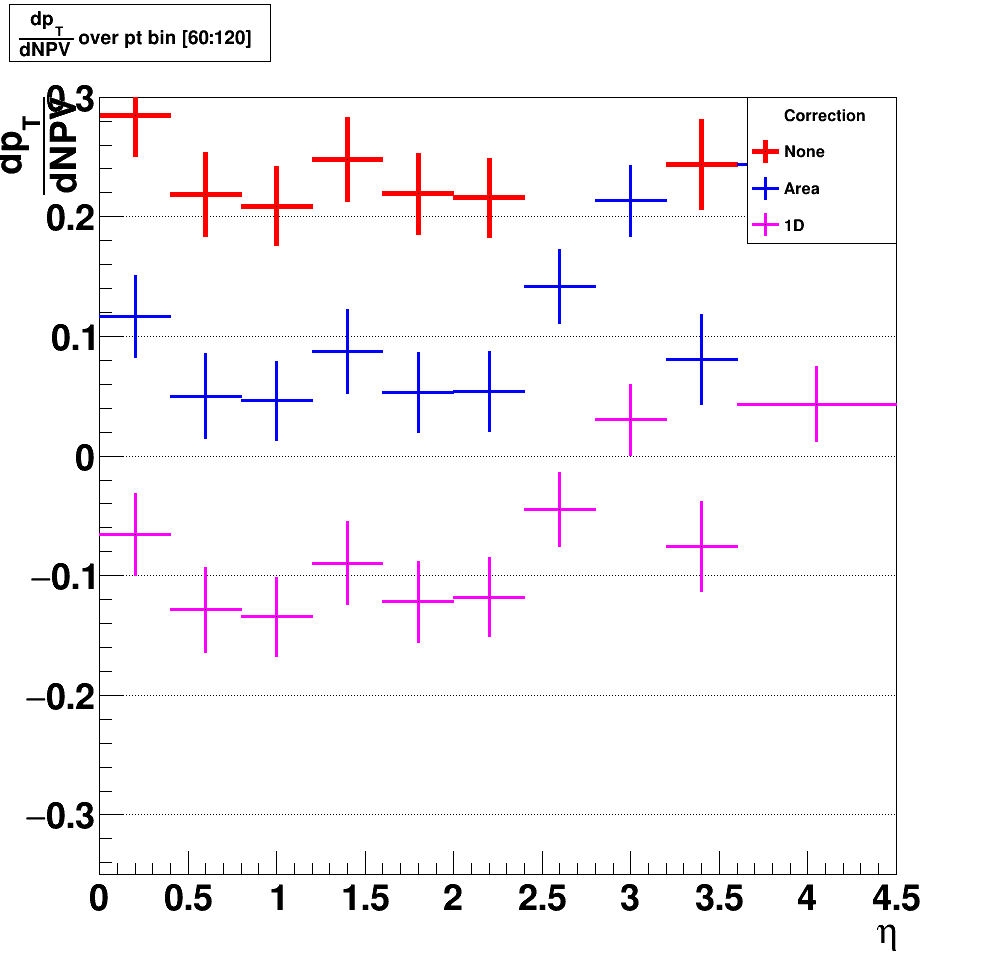 dp_T
dNPV over pt bin [60:120]
dp_T
dNPV
0.3
0.2
0.1
0
−0.1
−0.2
−0.3
Correction
None
Area
1D
0 0.5 1 1.5 2 2.5 3 3.5 4 4.5
η